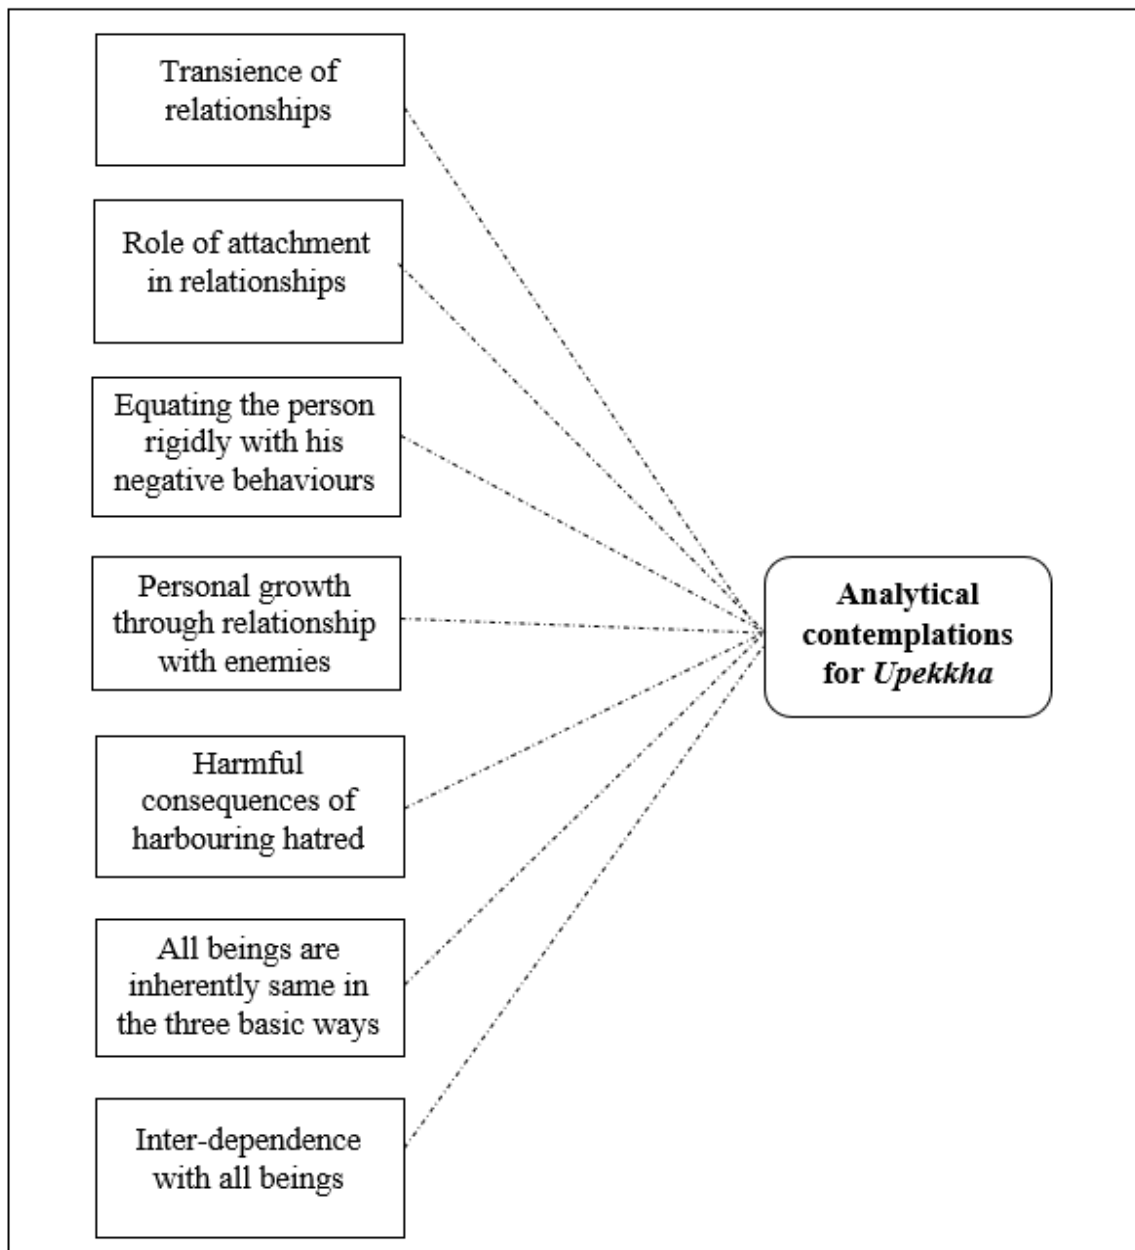 Transience of
relationships
Role of attachment
in relationships
Equating the person
rigidly with his
negative behaviours
Personal growth
through relationship
with enemies
Harmful
consequences of
harbouring hatred
All beings are
inherently same in
the three basic ways
Inter-dependence
with all beings
Analytical
contemplations
for Upekkha